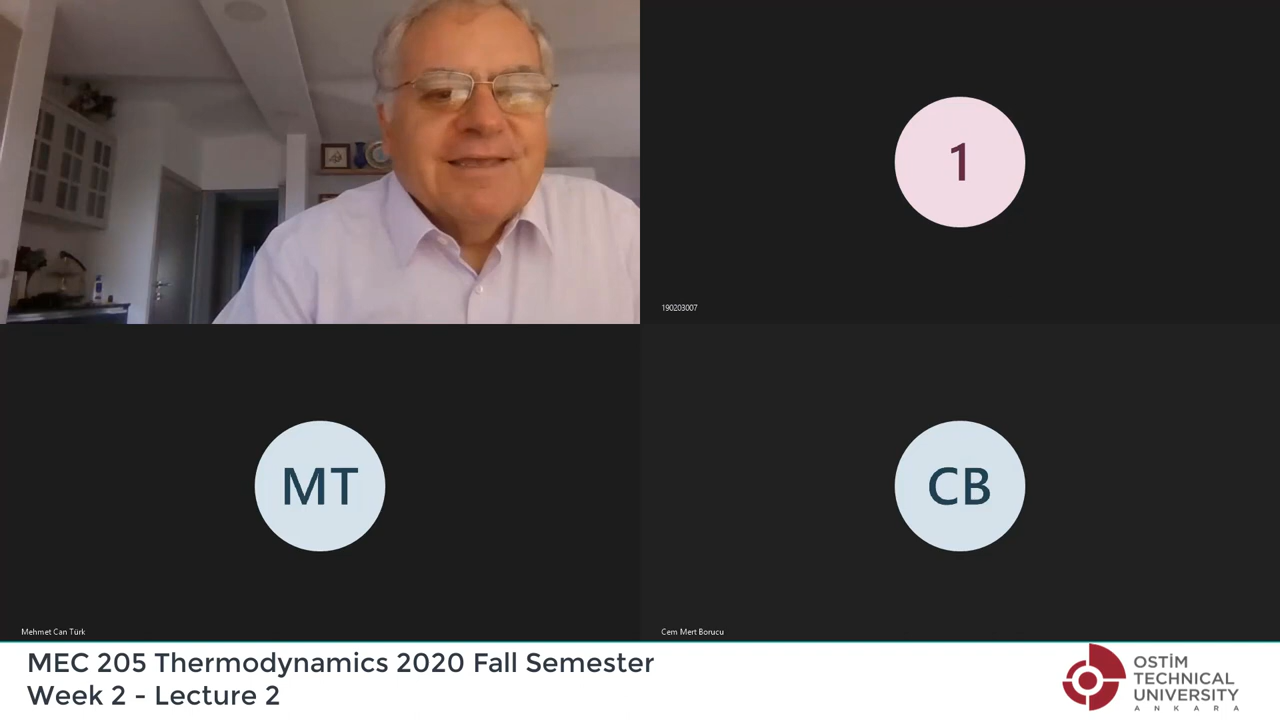 1
190203007
MT
Mehmet Can Türk
CB
Cem Mert Borucu
MEC 205 Thermodynamics 2020 Fall Semester
Week 2 - Lecture 2
OSTİM
TECHNICAL
UNIVERSITY
ANKARA